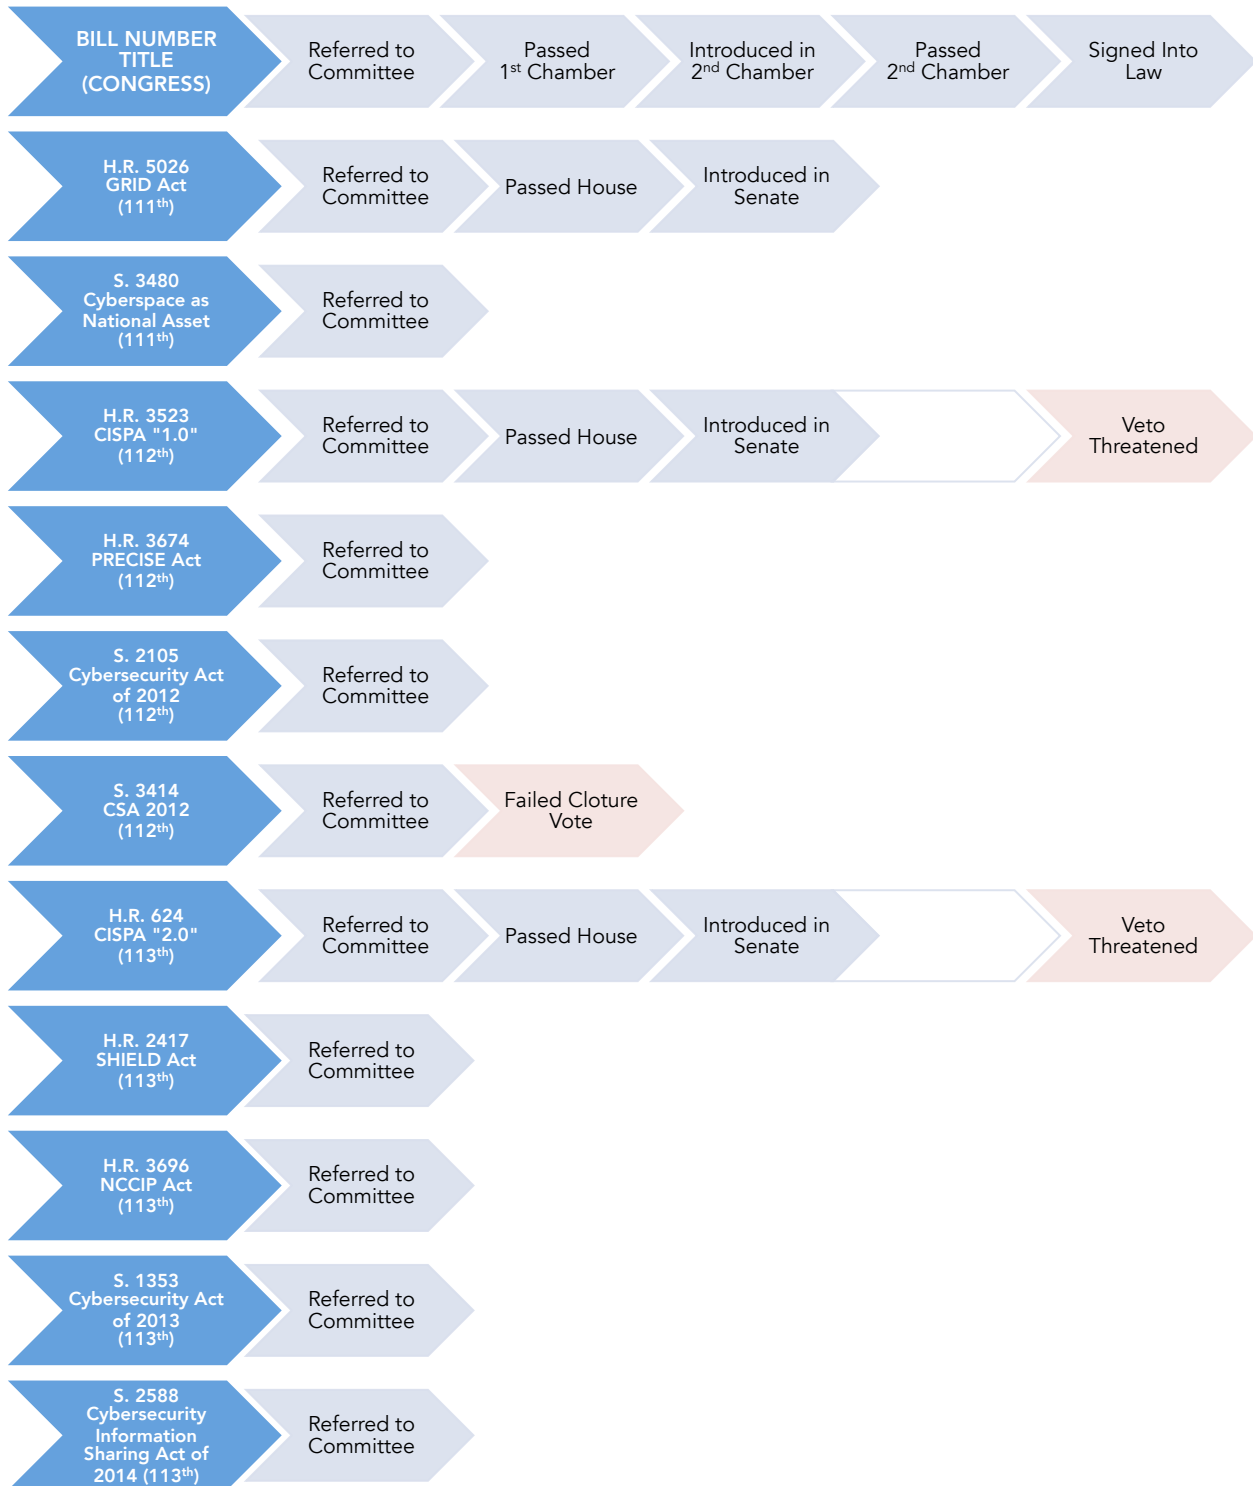 BILL NUMBER
TITLE
(CONGRESS)
Referred to
Committee
Passed
1st Chamber
Introduced in
2nd Chamber
Passed
2nd Chamber
Signed Into
Law
H.R. 5026
GRID Act
(111th)
Referred to
Committee
Passed House
Introduced in
Senate
S. 3480
Cyberspace as
National Asset
(111th)
Referred to
Committee
H.R. 3523
CISPA "1.0"
(112th)
Referred to
Committee
Passed House
Introduced in
Senate
Veto
Threatened
H.R. 3674
PRECISE Act
(112th)
Referred to
Committee
S. 2105
Cybersecurity Act
of 2012
(112th)
Referred to
Committee
S. 3414
CSA 2012
(112th)
Referred to
Committee
Failed Cloture
Vote
H.R. 624
CISPA "2.0"
(113th)
Referred to
Committee
Passed House
Introduced in
Senate
Veto
Threatened
H.R. 2417
SHIELD Act
(113th)
Referred to
Committee
H.R. 3696
NCCIP Act
(113th)
Referred to
Committee
S. 1353
Cybersecurity Act
of 2013
(113th)
Referred to
Committee
S. 2588
Cybersecurity
Information
Sharing Act of
2014 (113th)
Referred to
Committee